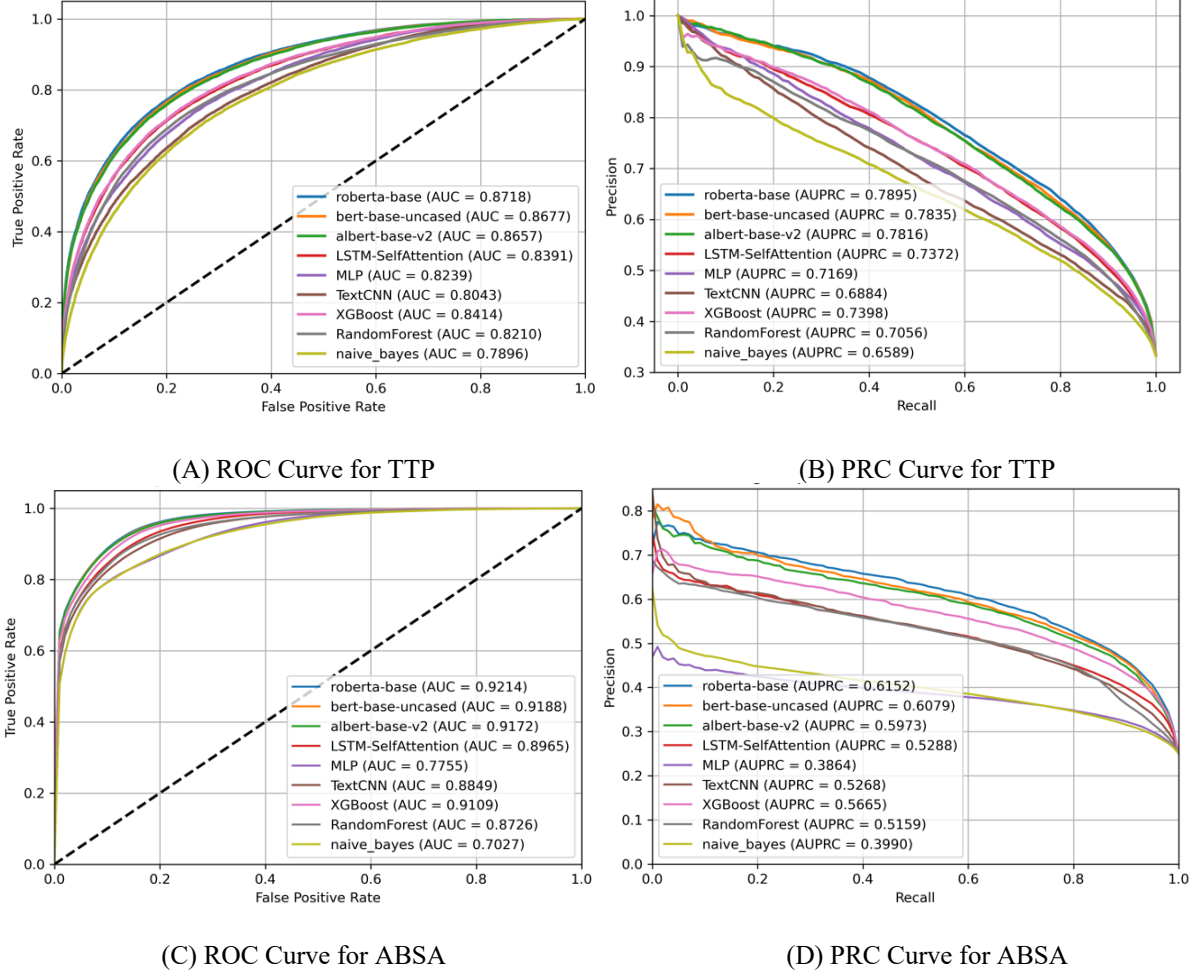 1.0
0.8
0.6
0.4
0.2
0.0
True Positive Rate
roberta-base (AUC = 0.8718)
bert-base-uncased (AUC = 0.8677)
albert-base-v2 (AUC = 0.8657)
LSTM-SelfAttention (AUC = 0.8391)
MLP (AUC = 0.8239)
TextCNN (AUC = 0.8043)
XGBoost (AUC = 0.8414)
RandomForest (AUC = 0.8210)
naive_bayes (AUC = 0.7896)
0.0 0.2 0.4 0.6 0.8 1.0
False Positive Rate
(A) ROC Curve for TTP
1.0
0.9
0.8
0.7
0.6
0.5
0.4
0.3
Precision
roberta-base (AUPRC = 0.7895)
bert-base-uncased (AUPRC = 0.7835)
albert-base-v2 (AUPRC = 0.7816)
LSTM-SelfAttention (AUPRC = 0.7372)
MLP (AUPRC = 0.7169)
TextCNN (AUPRC = 0.6884)
XGBoost (AUPRC = 0.7398)
RandomForest (AUPRC = 0.7056)
naive_bayes (AUPRC = 0.6589)
0.0 0.2 0.4 0.6 0.8 1.0
Recall
(B) PRC Curve for TTP
1.0
0.8
0.6
0.4
0.2
0.0
True Positive Rate
roberta-base (AUC = 0.9214)
bert-base-uncased (AUC = 0.9188)
albert-base-v2 (AUC = 0.9172)
LSTM-SelfAttention (AUC = 0.8965)
MLP (AUC = 0.7755)
TextCNN (AUC = 0.8849)
XGBoost (AUC = 0.9109)
RandomForest (AUC = 0.8726)
naive_bayes (AUC = 0.7027)
0.0 0.2 0.4 0.6 0.8 1.0
False Positive Rate
(C) ROC Curve for ABSA
0.8
0.7
0.6
0.5
0.4
0.3
0.2
0.1
0.0
Precision
roberta-base (AUPRC = 0.6152)
bert-base-uncased (AUPRC = 0.6079)
albert-base-v2 (AUPRC = 0.5973)
LSTM-SelfAttention (AUPRC = 0.5288)
MLP (AUPRC = 0.3864)
TextCNN (AUPRC = 0.5268)
XGBoost (AUPRC = 0.5665)
RandomForest (AUPRC = 0.5159)
naive_bayes (AUPRC = 0.3990)
0.0 0.2 0.4 0.6 0.8 1.0
Recall
(D) PRC Curve for ABSA